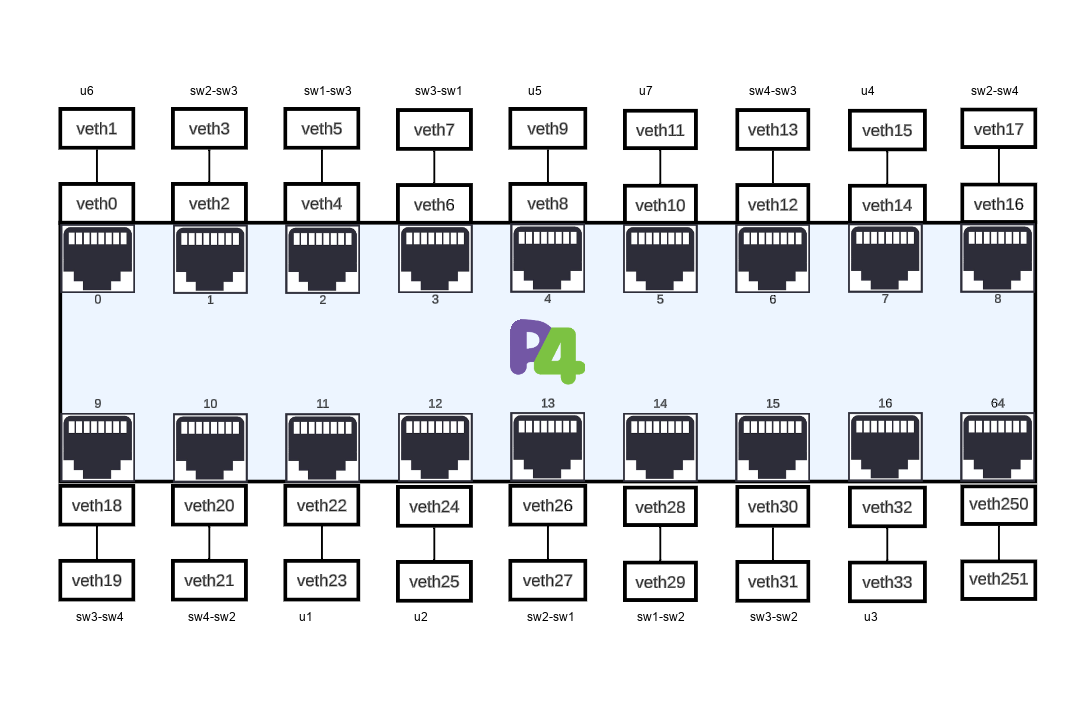 u6 sw2-sw3 sw1-sw3 sw3-sw1 u5 u7 sw4-sw3 u4 sw2-sw4
veth1 veth3 veth5 veth7 veth9 veth11 veth13 veth15 veth17
veth0 veth2 veth4 veth6 veth8 veth10 veth12 veth14 veth16
0 1 2 3 4 5 6 7 8
P4
9 10 11 12 13 14 15 16 64
veth18 veth20 veth22 veth24 veth26 veth28 veth30 veth32 veth250
veth19 veth21 veth23 veth25 veth27 veth29 veth31 veth33 veth251
sw3-sw4 sw4-sw2 u1 u2 sw2-sw1 sw1-sw2 sw3-sw2 u3